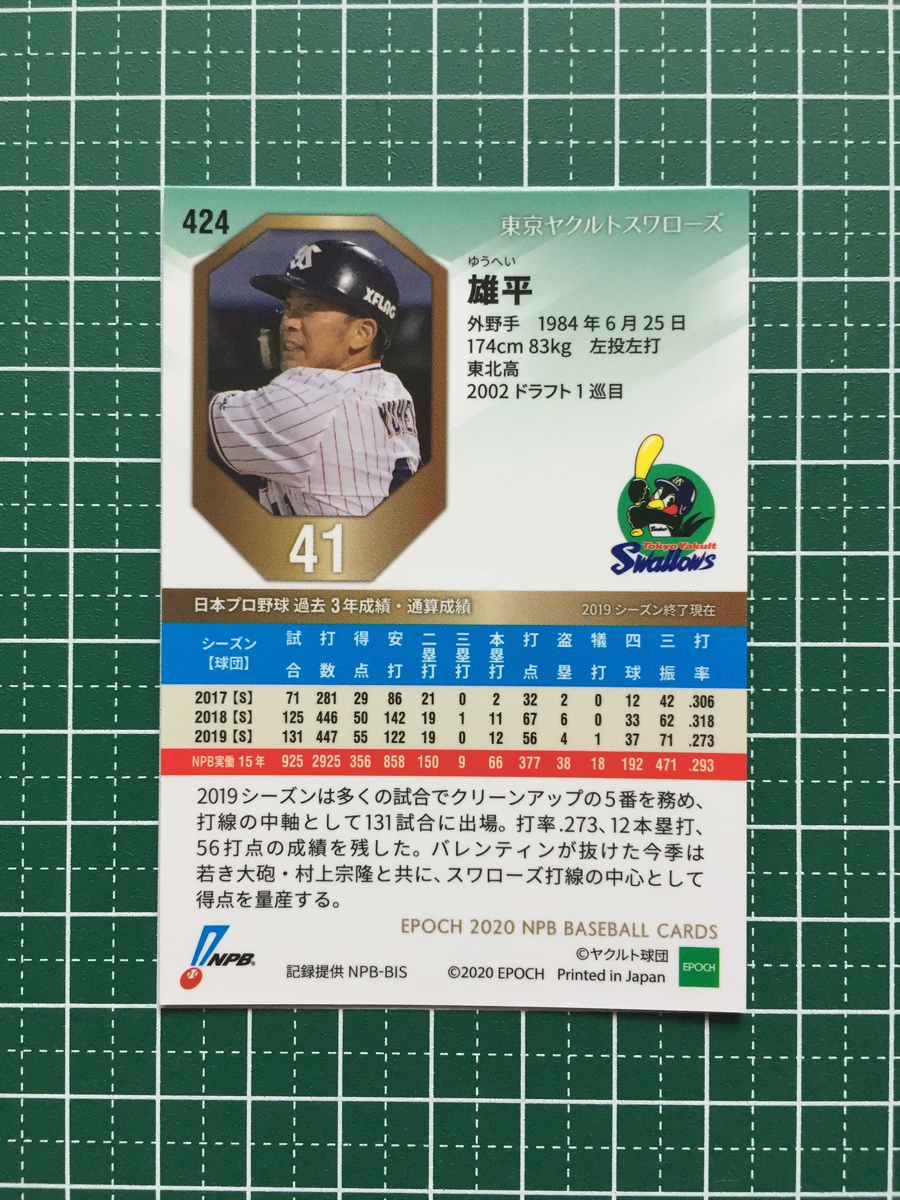 424
東京ヤクルトスワローズ
XFLAG
ゆうへい
雄平
外野手 1984年6月25日
174cm 83kg 左投左打
東北高
2002ドラフト1巡目
41
Tokyo Yakult
Swallows
日本プロ野球 過去3年成績・通算成績 2019シーズン終了現在
シーズン【球団】 試合 打数 得点 安打 二塁打 三塁打 本塁打 打点 盗塁 犠打 四球 三振 打率
2017【S】 71 281 29 86 21 0 2 32 2 0 12 42 .306
2018【S】 125 446 50 142 19 1 11 67 6 0 33 62 .318
2019【S】 131 447 55 122 19 0 12 56 4 1 37 71 .273
NPB実働15年 925 2925 356 858 150 9 66 377 38 18 192 471 .293
2019シーズンは多くの試合でクリーンアップの5番を務め、
打線の中軸として131試合に出場。打率.273、12本塁打、
56打点の成績を残した。バレンティンが抜けた今季は
若き大砲・村上宗隆と共に、スワローズ打線の中心として
得点を量産する。
EPOCH 2020 NPB BASEBALL CARDS
NPB
©ヤクルト球団
記録提供 NPB-BIS ©2020 EPOCH Printed in Japan
EPOCH